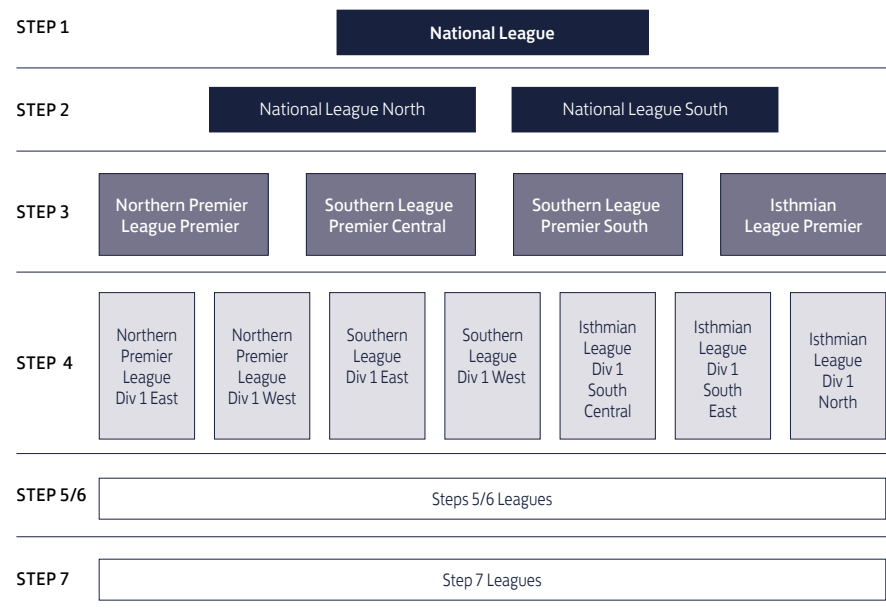 STEP 1
National League
STEP 2
National League North
National League South
STEP 3
Northern Premier
League Premier
Southern League
Premier Central
Southern League
Premier South
Isthmian
League Premier
STEP 4
Northern
Premier
League
Div 1 East
Northern
Premier
League
Div 1 West
Southern
League
Div 1 East
Southern
League
Div 1 West
Isthmian
League
Div 1
South
Central
Isthmian
League
Div 1
South
East
Isthmian
League
Div 1
North
STEP 5/6
Steps 5/6 Leagues
STEP 7
Step 7 Leagues